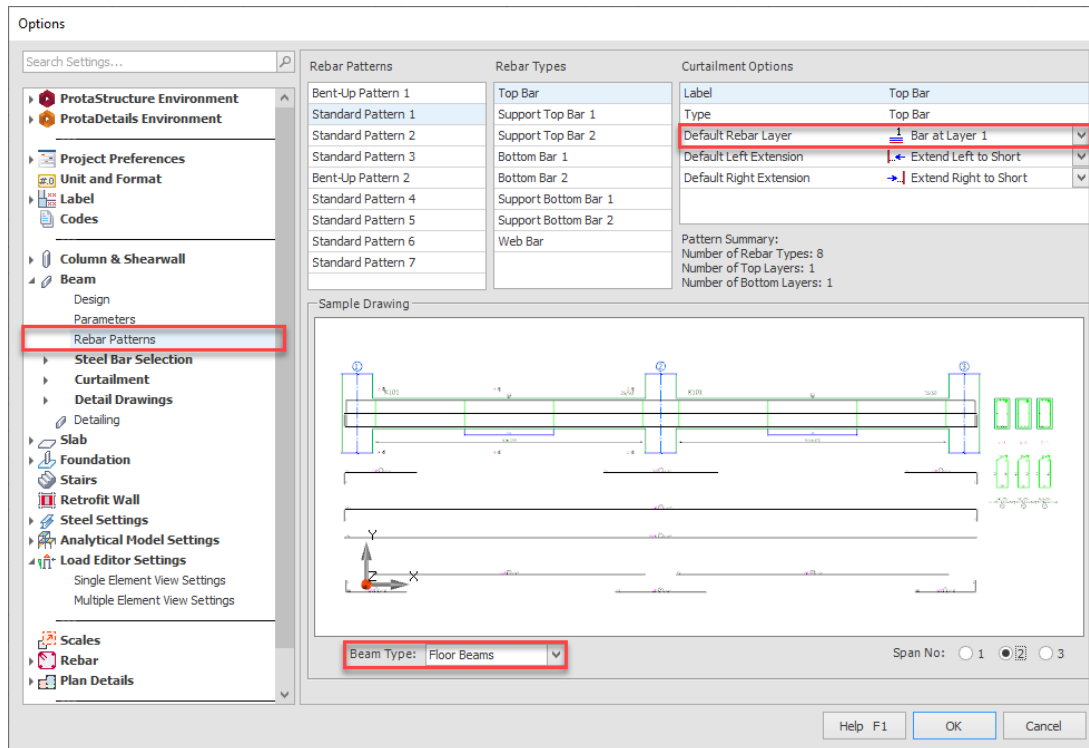 Options
Search Settings...
ProtaStructure Environment
ProtaDetails Environment
Project Preferences
Unit and Format
Label
Codes
Column & Shearwall
Beam
Design
Parameters
Rebar Patterns
Steel Bar Selection
Curtailment
Detail Drawings
Detailing
Slab
Foundation
Stairs
Retrofit Wall
Steel Settings
Analytical Model Settings
Load Editor Settings
Single Element View Settings
Multiple Element View Settings
Scales
Rebar
Plan Details
Rebar Patterns
Bent-Up Pattern 1
Standard Pattern 1
Standard Pattern 2
Standard Pattern 3
Bent-Up Pattern 2
Standard Pattern 4
Standard Pattern 5
Standard Pattern 6
Standard Pattern 7
Rebar Types
Top Bar
Support Top Bar 1
Support Top Bar 2
Bottom Bar 1
Bottom Bar 2
Support Bottom Bar 1
Support Bottom Bar 2
Web Bar
Curtailment Options
Label Top Bar
Type Top Bar
Default Rebar Layer 1 Bar at Layer 1
Default Left Extension Extend Left to Short
Default Right Extension Extend Right to Short
Pattern Summary:
Number of Rebar Types: 8
Number of Top Layers: 1
Number of Bottom Layers: 1
Sample Drawing
1 2 3
K101 K101
Y
Z X
Beam Type: Floor Beams
Span No: 1 2 3
Help F1 OK Cancel